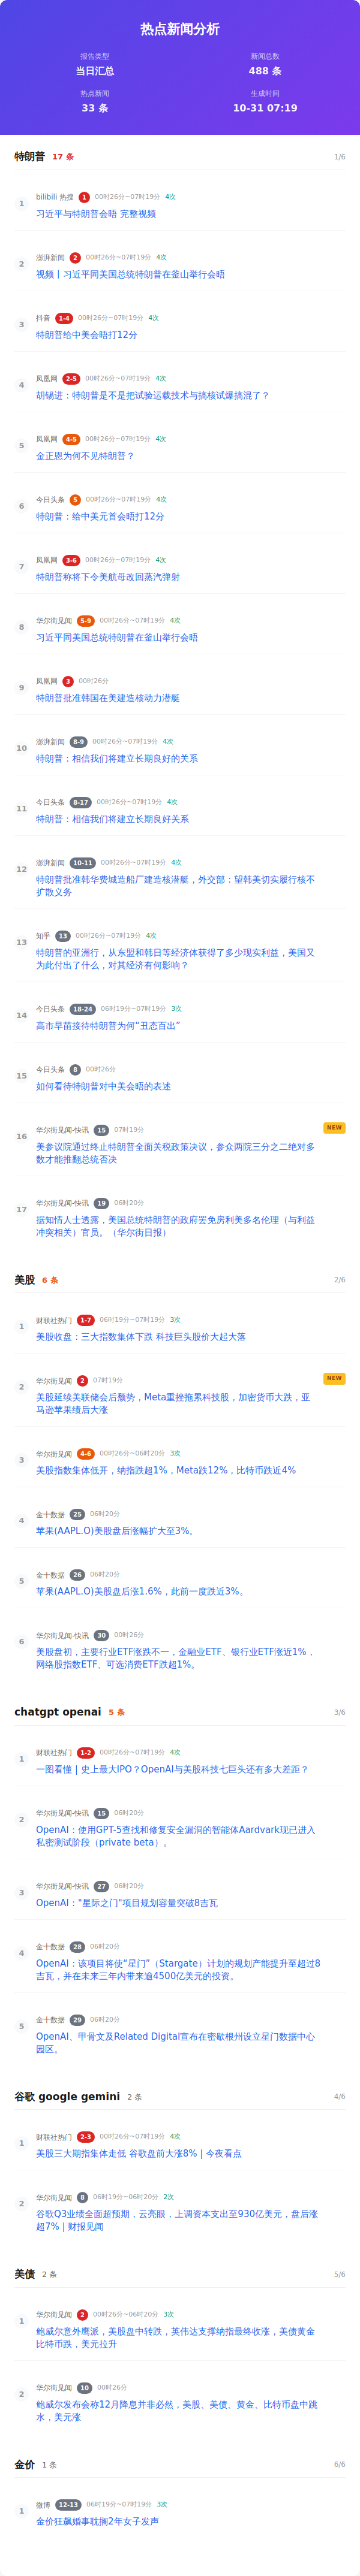 热点新闻分析
报告类型
当日汇总
新闻总数
488 条
热点新闻
33 条
生成时间
10-31 07:19
特朗普 17 条 1/6
1
bilibili 热搜 1 00时26分~07时19分 4次
习近平与特朗普会晤 完整视频
2
澎湃新闻 2 00时26分~07时19分 4次
视频丨习近平同美国总统特朗普在釜山举行会晤
3
抖音 1-4 00时26分~07时19分 4次
特朗普给中美会晤打12分
4
凤凰网 2-5 00时26分~07时19分 4次
胡锡进：特朗普是不是把试验运载技术与搞核试爆搞混了？
5
凤凰网 4-5 00时26分~07时19分 4次
金正恩为何不见特朗普？
6
今日头条 5 00时26分~07时19分 4次
特朗普：给中美元首会晤打12分
7
凤凰网 3-6 00时26分~07时19分 4次
特朗普称将下令美航母改回蒸汽弹射
8
华尔街见闻 5-9 00时26分~07时19分 4次
习近平同美国总统特朗普在釜山举行会晤
9
凤凰网 3 00时26分
特朗普批准韩国在美建造核动力潜艇
10
澎湃新闻 8-9 00时26分~07时19分 4次
特朗普：相信我们将建立长期良好的关系
11
今日头条 8-17 00时26分~07时19分 4次
特朗普：相信我们将建立长期良好关系
12
澎湃新闻 10-11 00时26分~07时19分 4次
特朗普批准韩华费城造船厂建造核潜艇，外交部：望韩美切实履行核不
扩散义务
13
知乎 13 00时26分~07时19分 4次
特朗普的亚洲行，从东盟和韩日等经济体获得了多少现实利益，美国又
为此付出了什么，对其经济有何影响？
14
今日头条 18-24 06时19分~07时19分 3次
高市早苗接待特朗普为何“丑态百出”
15
今日头条 8 00时26分
如何看待特朗普对中美会晤的表述
16
华尔街见闻-快讯 15 07时19分 NEW
美参议院通过终止特朗普全面关税政策决议，参众两院三分之二绝对多
数才能推翻总统否决
17
华尔街见闻-快讯 19 06时20分
据知情人士透露，美国总统特朗普的政府罢免房利美多名伦理（与利益
冲突相关）官员。（华尔街日报）
美股 6 条 2/6
1
财联社热门 1-7 06时19分~07时19分 3次
美股收盘：三大指数集体下跌 科技巨头股价大起大落
2
华尔街见闻 2 07时19分 NEW
美股延续美联储会后颓势，Meta重挫拖累科技股，加密货币大跌，亚
马逊苹果绩后大涨
3
华尔街见闻 4-6 00时26分~06时20分 3次
美股指数集体低开，纳指跌超1%，Meta跌12%，比特币跌近4%
4
金十数据 25 06时20分
苹果(AAPL.O)美股盘后涨幅扩大至3%。
5
金十数据 26 06时20分
苹果(AAPL.O)美股盘后涨1.6%，此前一度跌近3%。
6
华尔街见闻-快讯 30 00时26分
美股盘初，主要行业ETF涨跌不一，金融业ETF、银行业ETF涨近1%，
网络股指数ETF、可选消费ETF跌超1%。
chatgpt openai 5 条 3/6
1
财联社热门 1-2 00时26分~07时19分 4次
一图看懂 | 史上最大IPO？OpenAI与美股科技七巨头还有多大差距？
2
华尔街见闻-快讯 15 06时20分
OpenAI：使用GPT-5查找和修复安全漏洞的智能体Aardvark现已进入
私密测试阶段（private beta）。
3
华尔街见闻-快讯 27 06时20分
OpenAI："星际之门"项目规划容量突破8吉瓦
4
金十数据 28 06时20分
OpenAI：该项目将使“星门”（Stargate）计划的规划产能提升至超过8
吉瓦，并在未来三年内带来逾4500亿美元的投资。
5
金十数据 29 06时20分
OpenAI、甲骨文及Related Digital宣布在密歇根州设立星门数据中心
园区。
谷歌 google gemini 2 条 4/6
1
财联社热门 2-3 00时26分~07时19分 4次
美股三大期指集体走低 谷歌盘前大涨8% | 今夜看点
2
华尔街见闻 8 06时19分~06时20分 2次
谷歌Q3业绩全面超预期，云亮眼，上调资本支出至930亿美元，盘后涨
超7% | 财报见闻
美债 2 条 5/6
1
华尔街见闻 2 00时26分~06时20分 3次
鲍威尔意外鹰派，美股盘中转跌，英伟达支撑纳指最终收涨，美债黄金
比特币跌，美元拉升
2
华尔街见闻 10 00时26分
鲍威尔发布会称12月降息并非必然，美股、美债、黄金、比特币盘中跳
水，美元涨
金价 1 条 6/6
1
微博 12-13 06时19分~07时19分 3次
金价狂飙婚事耽搁2年女子发声